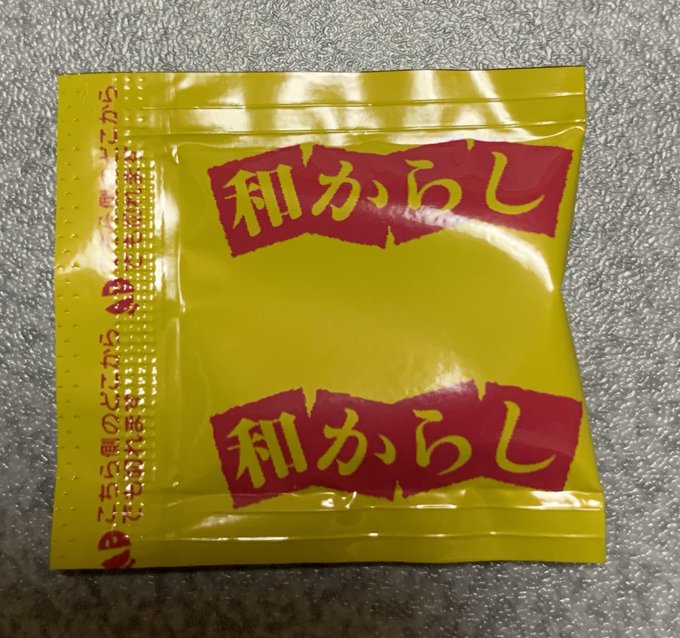 和からし
和からし
こちら側のどこから
でも切れます
こちら側のどこから
でも切れます